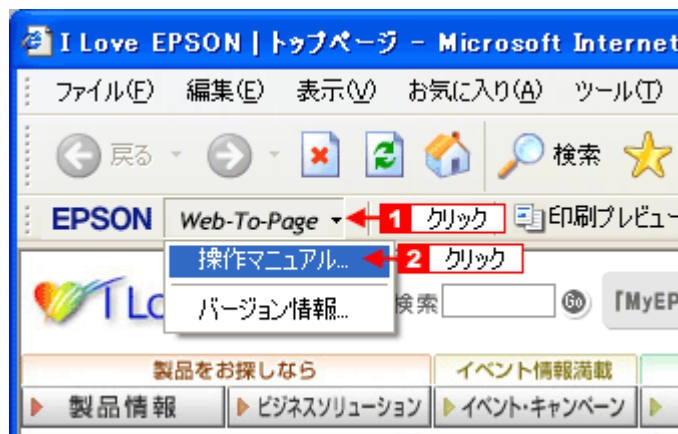 I Love EPSON | トップページ - Microsoft Internet
ファイル(F) 編集(E) 表示(V) お気に入り(A) ツール(T)
戻る 検索
EPSON Web-To-Page 1 クリック 印刷プレビュー
操作マニュアル... 2 クリック
I Lo 検索 GO 「MyEP
バージョン情報...
製品をお探しなら イベント情報満載
製品情報 ビジネスソリューション イベント・キャンペーン